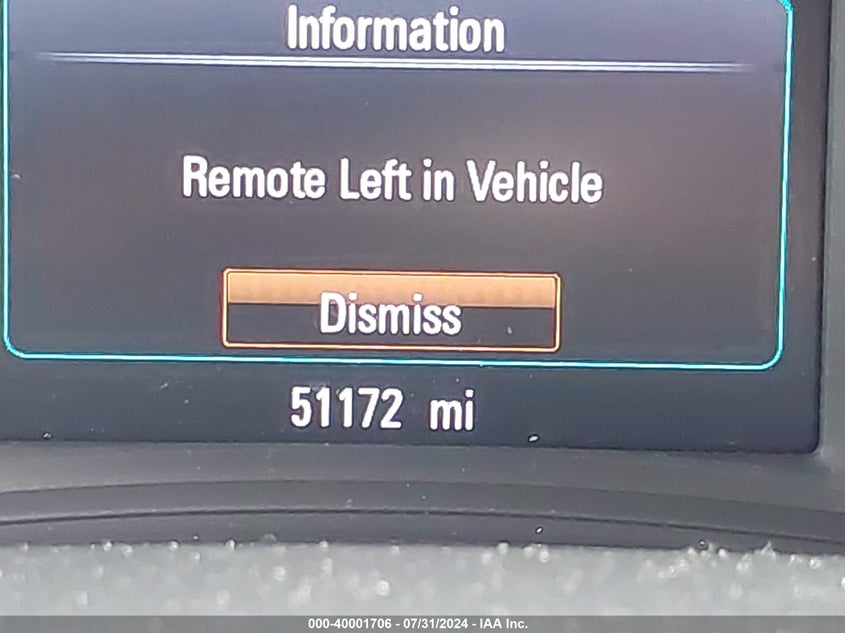 Information
Remote Left in Vehicle
Dismiss
51172 mi
000-40001706 - 07/31/2024 - IAA Inc.